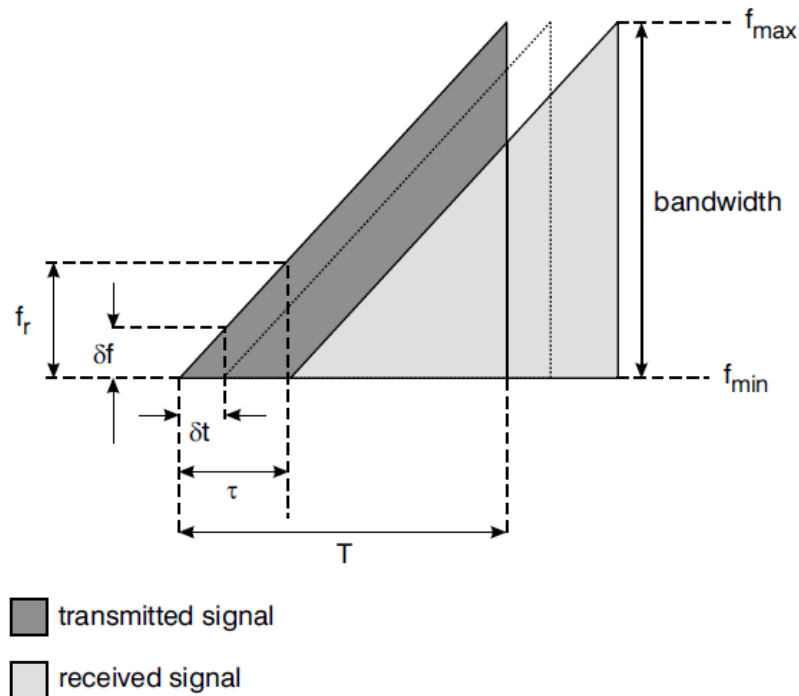 f_max
bandwidth
f_r
δf
f_min
δt
τ
T
transmitted signal
received signal